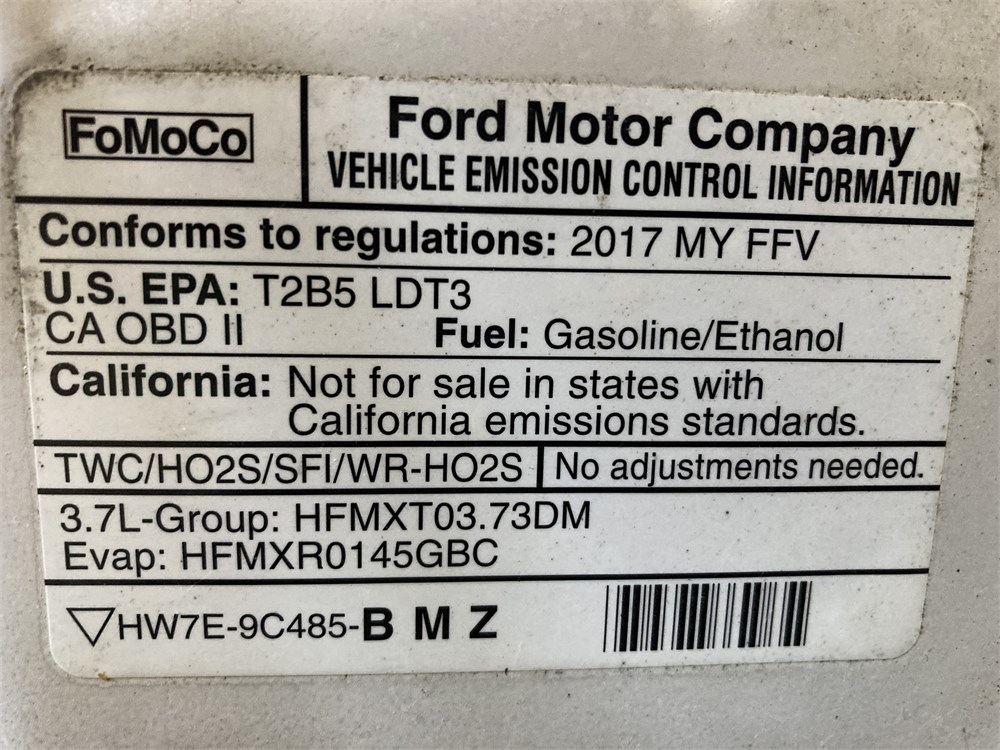 FoMoCo
Ford Motor Company
VEHICLE EMISSION CONTROL INFORMATION
Conforms to regulations: 2017 MY FFV
U.S. EPA: T2B5 LDT3
CA OBD II Fuel: Gasoline/Ethanol
California: Not for sale in states with
California emissions standards.
TWC/HO2S/SFI/WR-HO2S No adjustments needed.
3.7L-Group: HFMXT03.73DM
Evap: HFMXR0145GBC
HW7E-9C485-B M Z